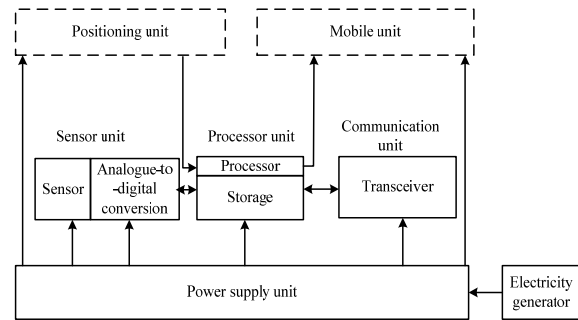 Positioning unit
Mobile unit
Sensor unit
Processor unit
Communication
unit
Sensor
Analogue-to
-digital
conversion
Processor
Storage
Transceiver
Power supply unit
Electricity
generator